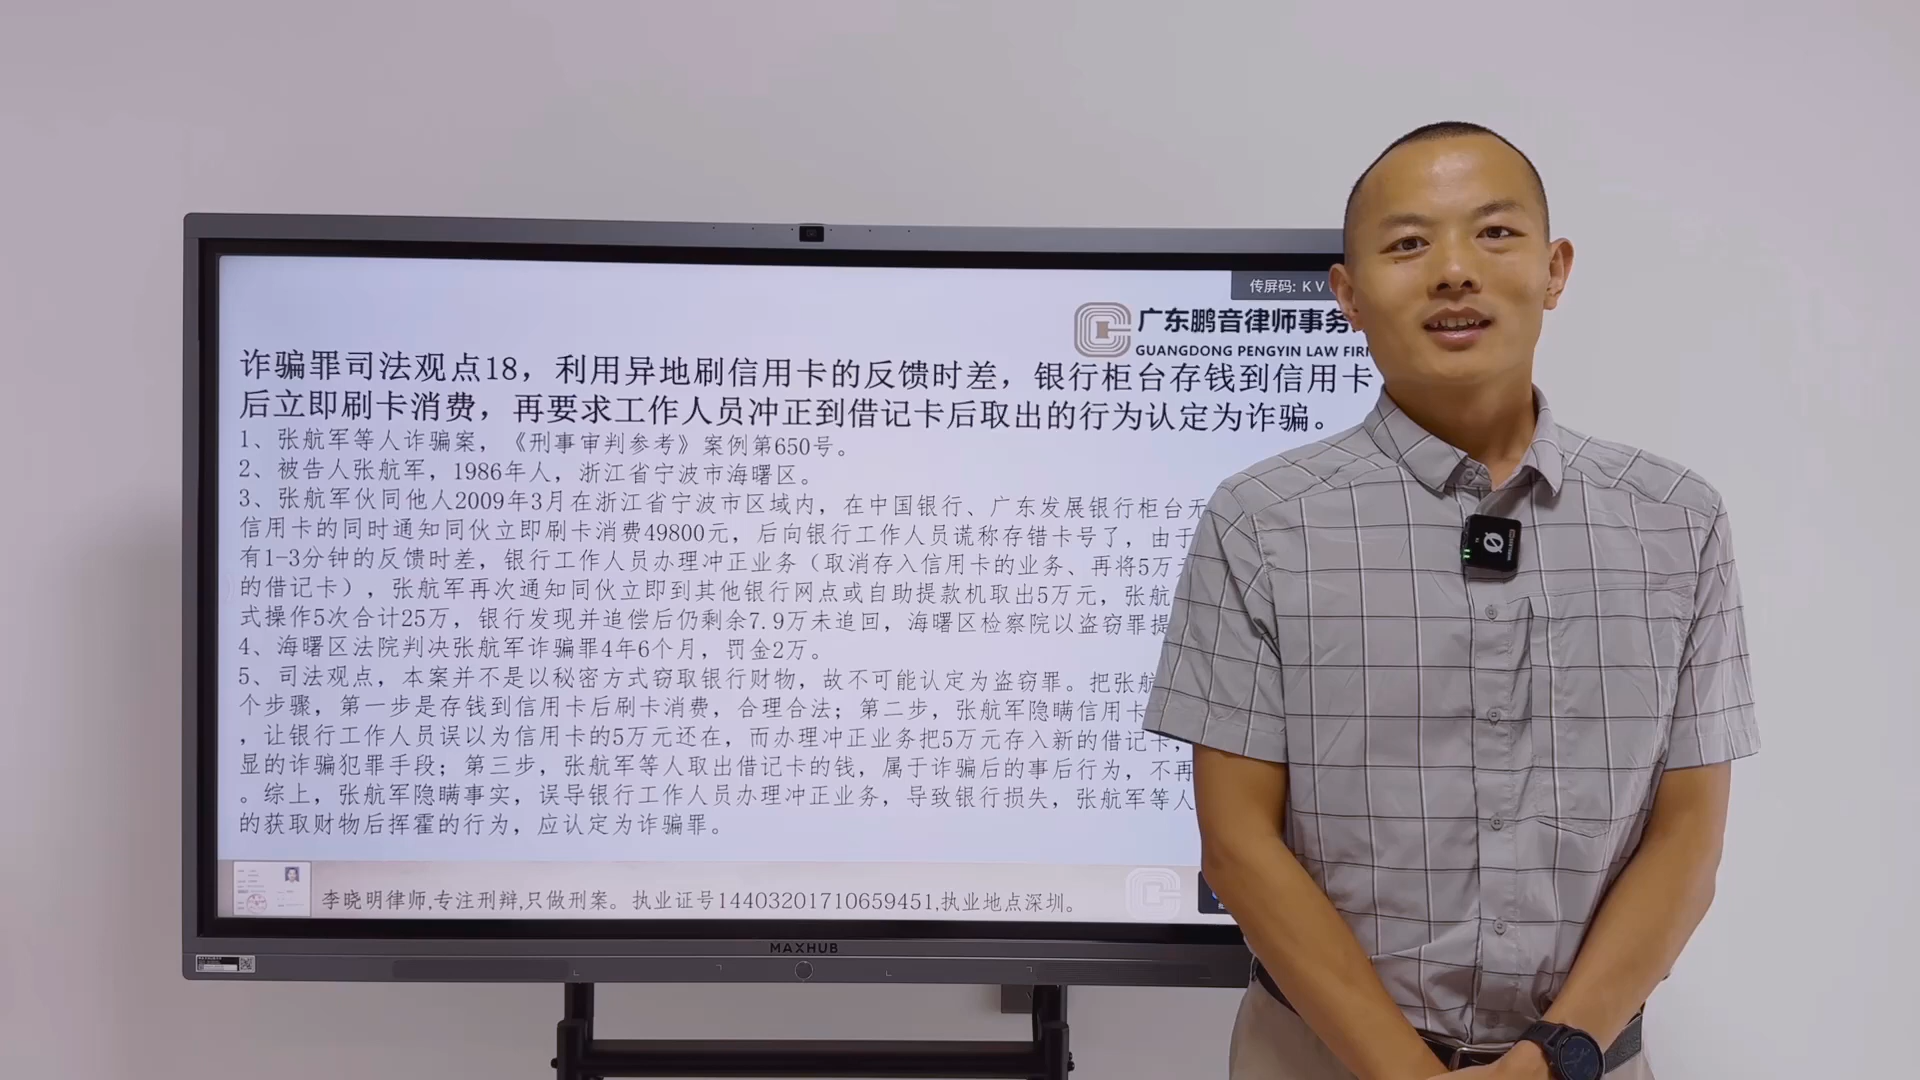 传屏码: K V
广东鹏音律师事务
GUANGDONG PENGYIN LAW FIRM
诈骗罪司法观点18，利用异地刷信用卡的反馈时差，银行柜台存钱到信用卡
后立即刷卡消费，再要求工作人员冲正到借记卡后取出的行为认定为诈骗。
1、张航军等人诈骗案，《刑事审判参考》案例第650号。
2、被告人张航军，1986年人，浙江省宁波市海曙区。
3、张航军伙同他人2009年3月在浙江省宁波市区域内，在中国银行、广东发展银行柜台无
信用卡的同时通知同伙立即刷卡消费49800元，后向银行工作人员谎称存错卡号了，由于
有1-3分钟的反馈时差，银行工作人员办理冲正业务（取消存入信用卡的业务、再将5万
的借记卡），张航军再次通知同伙立即到其他银行网点或自助提款机取出5万元，张航
式操作5次合计25万，银行发现并追偿后仍剩余7.9万未追回，海曙区检察院以盗窃罪提
4、海曙区法院判决张航军诈骗罪4年6个月，罚金2万。
5、司法观点，本案并不是以秘密方式窃取银行财物，故不可能认定为盗窃罪。把张航
个步骤，第一步是存钱到信用卡后刷卡消费，合理合法；第二步，张航军隐瞒信用卡
，让银行工作人员误以为信用卡的5万元还在，而办理冲正业务把5万元存入新的借记卡，
显的诈骗犯罪手段；第三步，张航军等人取出借记卡的钱，属于诈骗后的事后行为，不再
。综上，张航军隐瞒事实，误导银行工作人员办理冲正业务，导致银行损失，张航军等人
的获取财物后挥霍的行为，应认定为诈骗罪。
李晓明律师,专注刑辩,只做刑案。执业证号14403201710659451,执业地点深圳。
MAXHUB